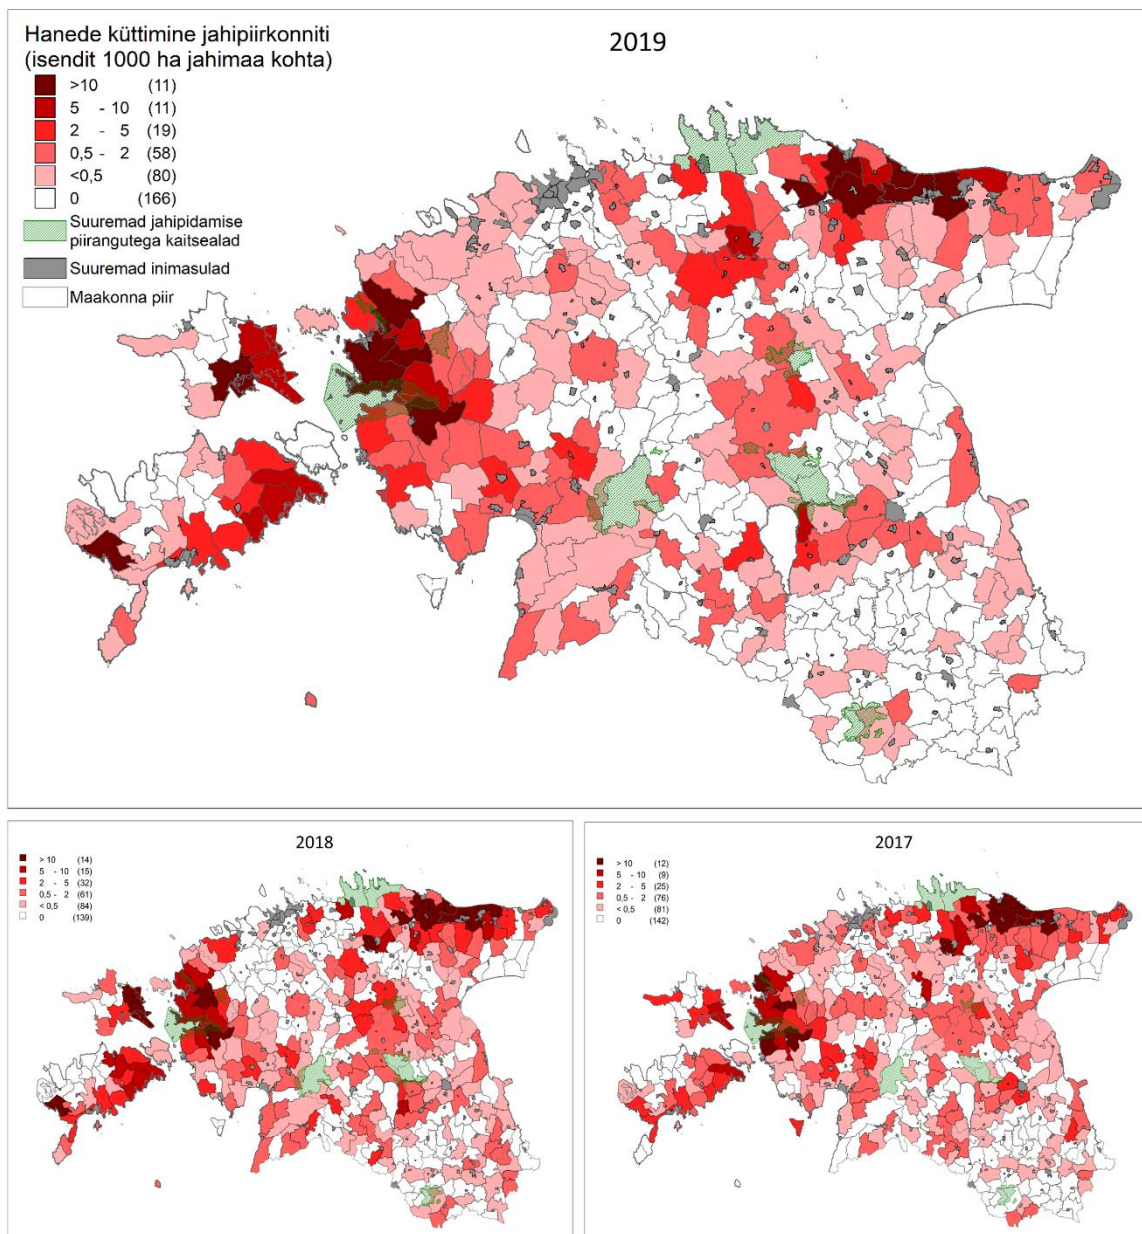 Hanede küttimine jahipiirkonniti
(isendit 1000 ha jahimaa kohta)
>10 (11)
5 - 10 (11)
2 - 5 (19)
0,5 - 2 (58)
<0,5 (80)
0 (166)
Suuremad jahipidamise
piirangutega kaitsealad
Suuremad inimasulad
Maakonna piir
2019
2018
> 10 (14)
5 - 10 (15)
2 - 5 (32)
0,5 - 2 (61)
< 0,5 (84)
0 (139)
2017
> 10 (12)
5 - 10 (9)
2 - 5 (25)
0,5 - 2 (76)
< 0,5 (81)
0 (142)